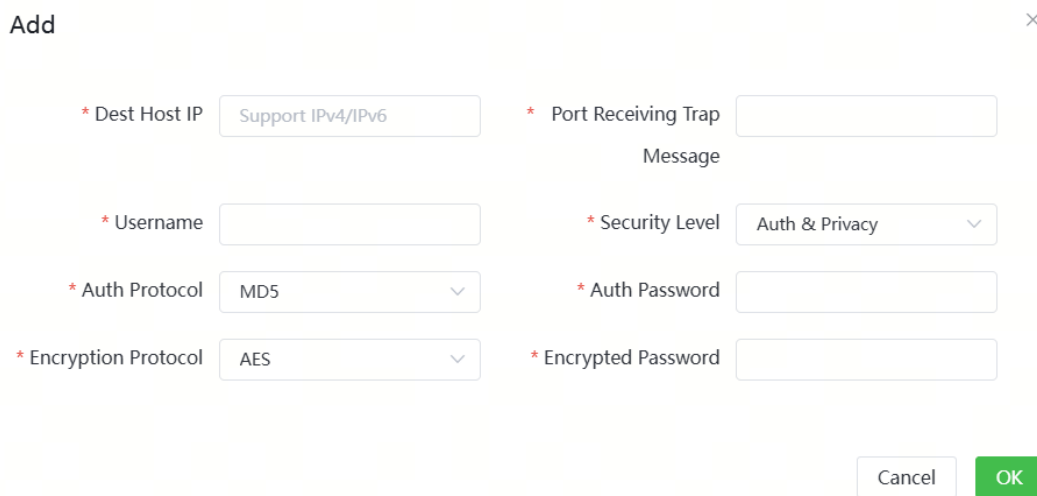 Add
* Dest Host IP Support IPv4/IPv6 * Port Receiving Trap
Message
* Username * Security Level Auth & Privacy
* Auth Protocol MD5 * Auth Password
* Encryption Protocol AES * Encrypted Password
Cancel OK